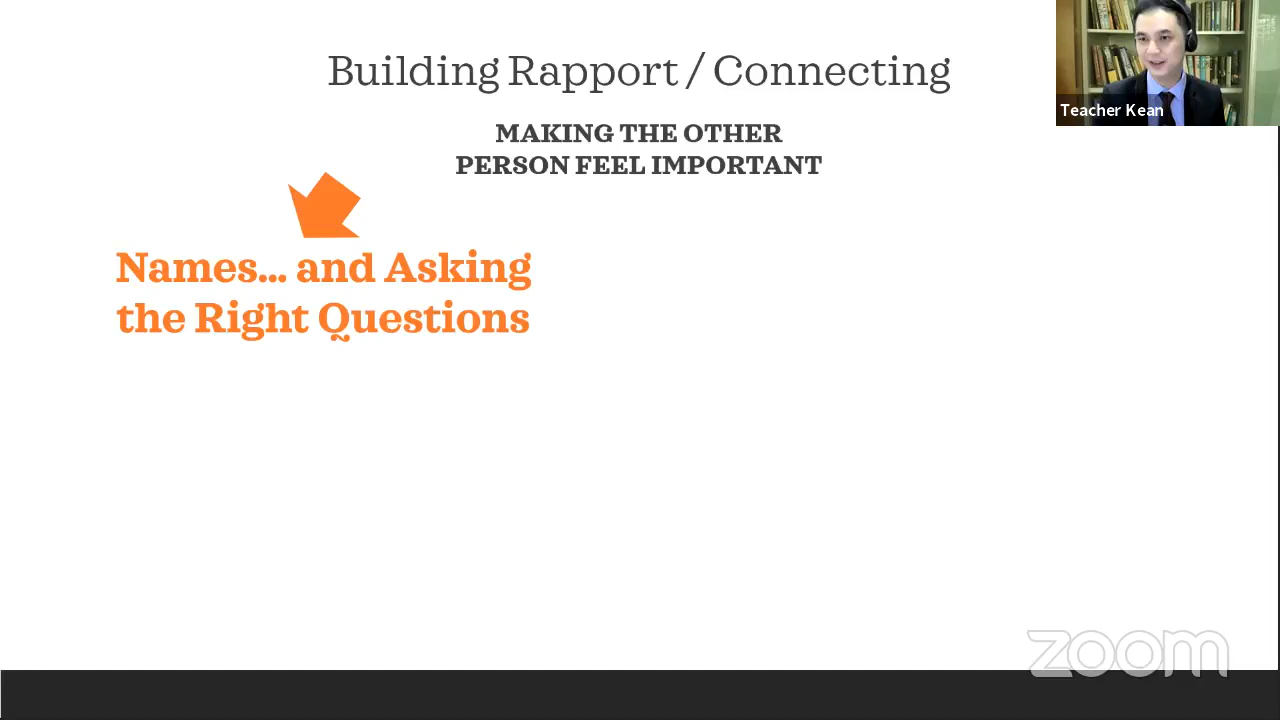 Building Rapport / Connecting
Teacher Kean
MAKING THE OTHER
PERSON FEEL IMPORTANT
Names... and Asking
the Right Questions
zoom